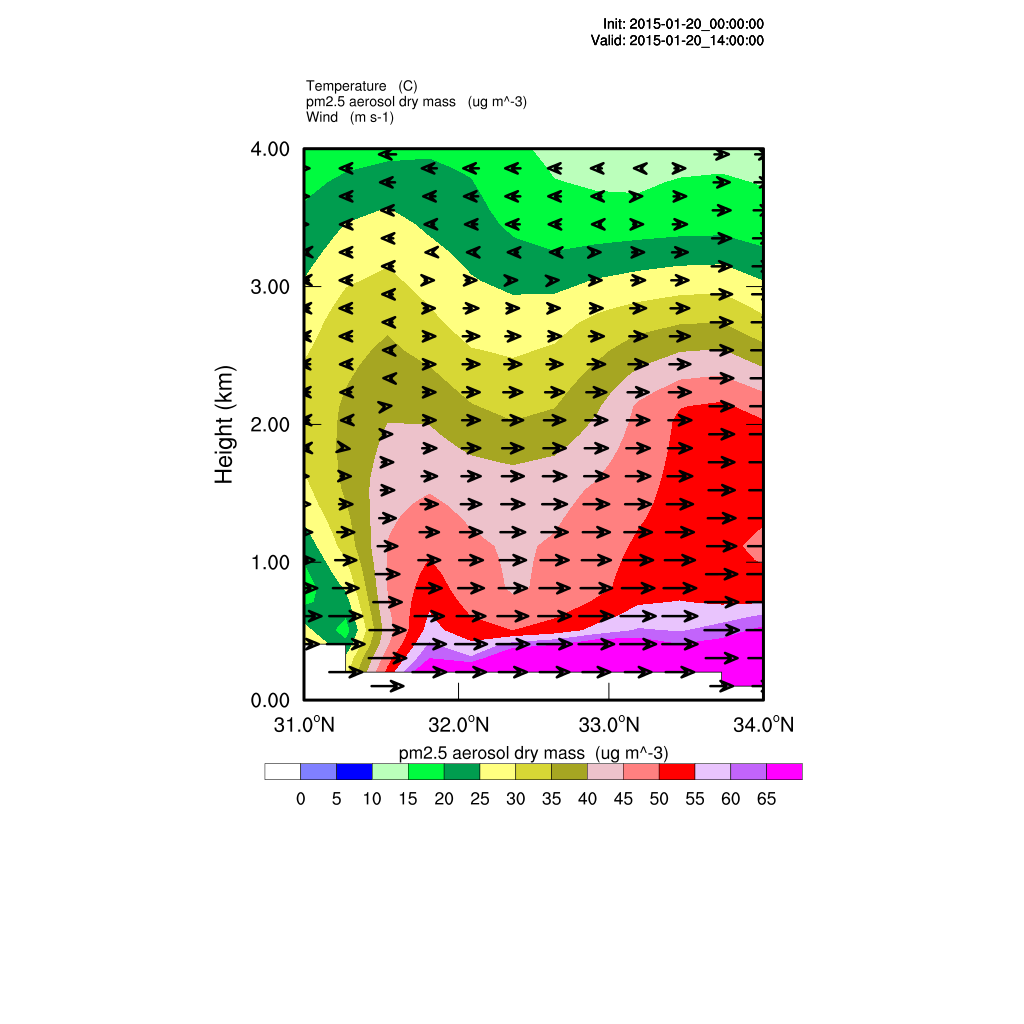 Init: 2015-01-20_00:00:00
Valid: 2015-01-20_14:00:00
Temperature (C)
pm2.5 aerosol dry mass (ug m^-3)
Wind (m s-1)
4.00
3.00
2.00
1.00
0.00
Height (km)
31.0°N 32.0°N 33.0°N 34.0°N
pm2.5 aerosol dry mass (ug m^-3)
0 5 10 15 20 25 30 35 40 45 50 55 60 65